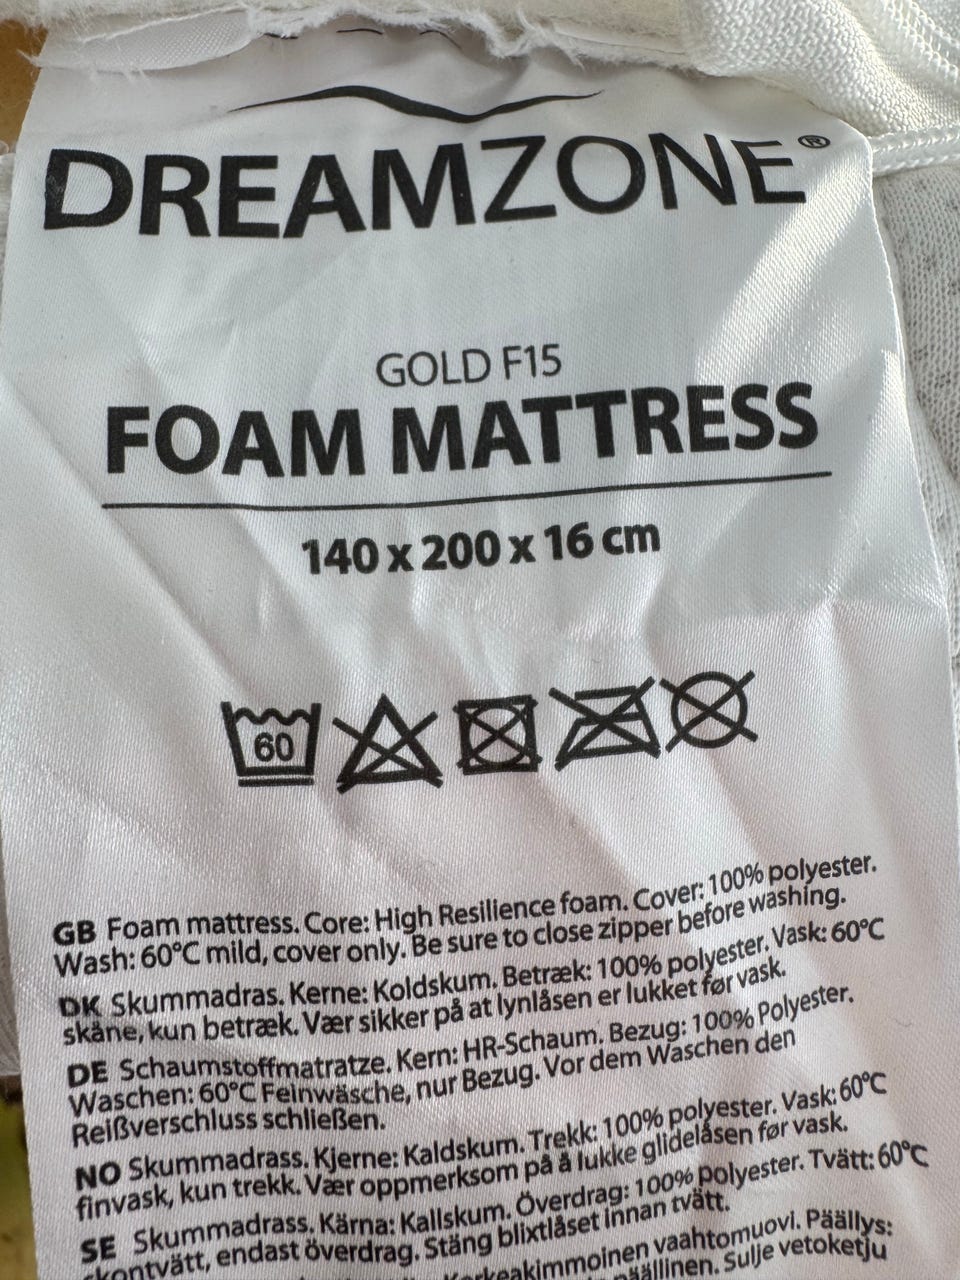 DREAMZONE®
GOLD F15
FOAM MATTRESS
140 x 200 x 16 cm
60
GB Foam mattress. Core: High Resilience foam. Cover: 100% polyester.
Wash: 60°C mild, cover only. Be sure to close zipper before washing.
DK Skummadras. Kerne: Koldskum. Betræk: 100% polyester. Vask: 60°C
skåne, kun betræk. Vær sikker på at lynlåsen er lukket før vask.
DE Schaumstoffmatratze. Kern: HR-Schaum. Bezug: 100% Polyester.
Waschen: 60°C Feinwäsche, nur Bezug. Vor dem Waschen den
Reißverschluss schließen.
NO Skummadrass. Kjerne: Kaldskum. Trekk: 100% polyester. Vask: 60°C
finvask, kun trekk. Vær oppmerksom på å lukke glidelåsen før vask.
SE Skummadrass. Kärna: Kallskum. Överdrag: 100% polyester. Tvätt: 60°C
skontvätt, endast överdrag. Stäng blixtlåset innan tvätt.
Korkeakimmoinen vaahtomuovi. Päällys:
päällinen. Sulje vetoketju